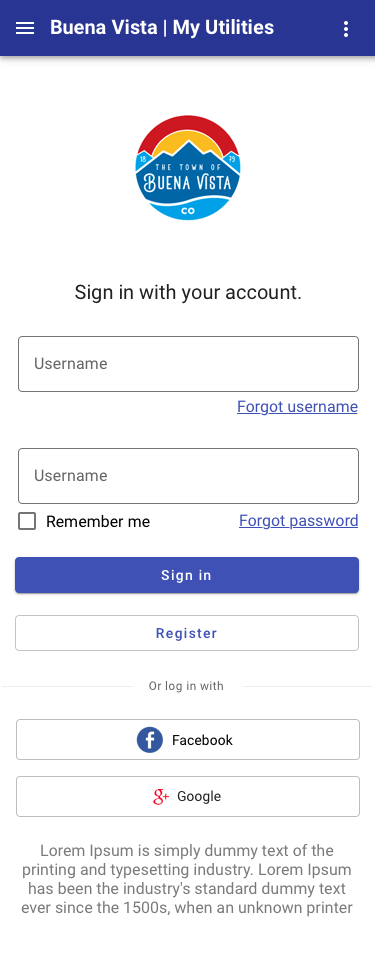 Buena Vista | My Utilities
18 THE TOWN OF 79
BUENA VISTA
CO
Sign in with your account.
Username
Forgot username
Username
Remember me Forgot password
Sign in
Register
Or log in with
Facebook
Google
Lorem Ipsum is simply dummy text of the
printing and typesetting industry. Lorem Ipsum
has been the industry's standard dummy text
ever since the 1500s, when an unknown printer